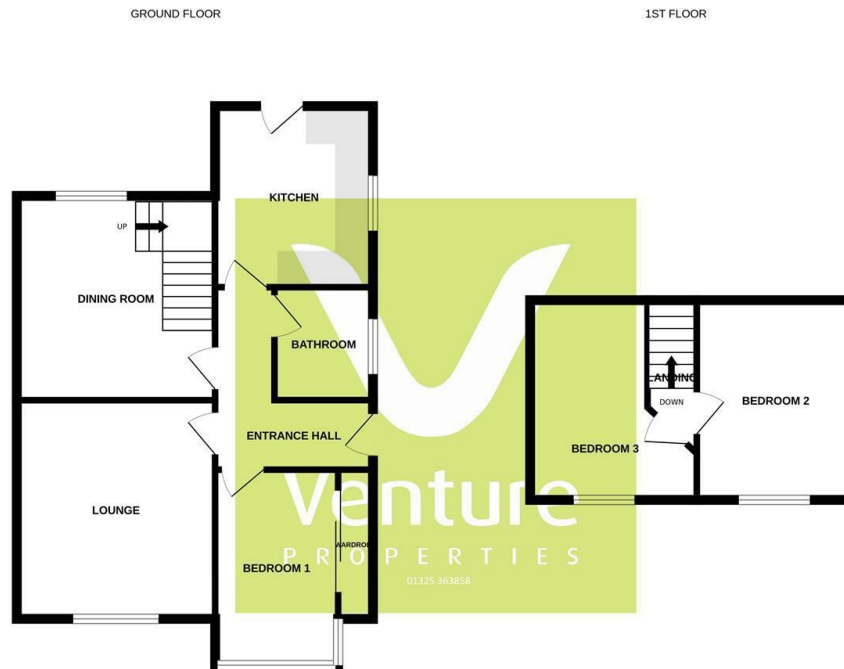 GROUND FLOOR
1ST FLOOR
KITCHEN
UP
DINING ROOM
BATHROOM
ENTRANCE HALL
LOUNGE
BEDROOM 1
WARDROBE
LANDING
DOWN
BEDROOM 2
BEDROOM 3
Venture
PROPERTIES
01325 363858